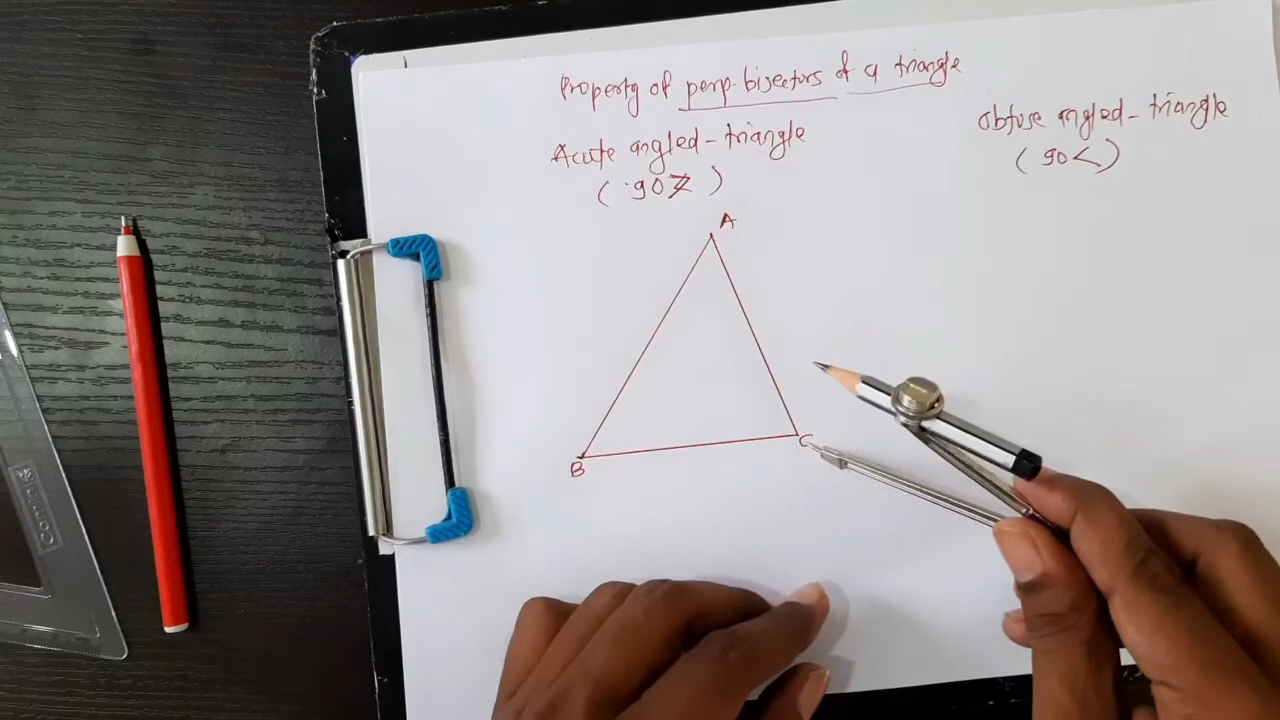 Property of perp. bisectors of a triangle
Acute angled-triangle
( 90> )
Obtuse angled-triangle
( 90< )
A
B
C